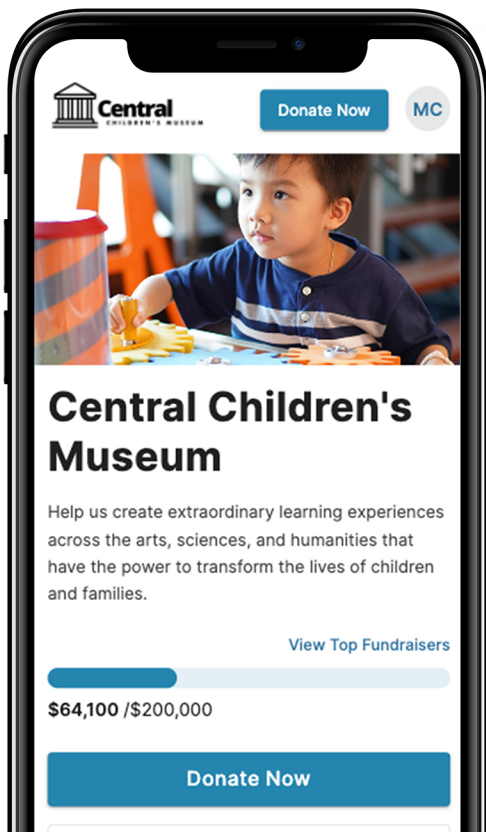 Central
CHILDREN'S MUSEUM
Donate Now
MC
Central Children's
Museum
Help us create extraordinary learning experiences
across the arts, sciences, and humanities that
have the power to transform the lives of children
and families.
View Top Fundraisers
$64,100 /$200,000
Donate Now